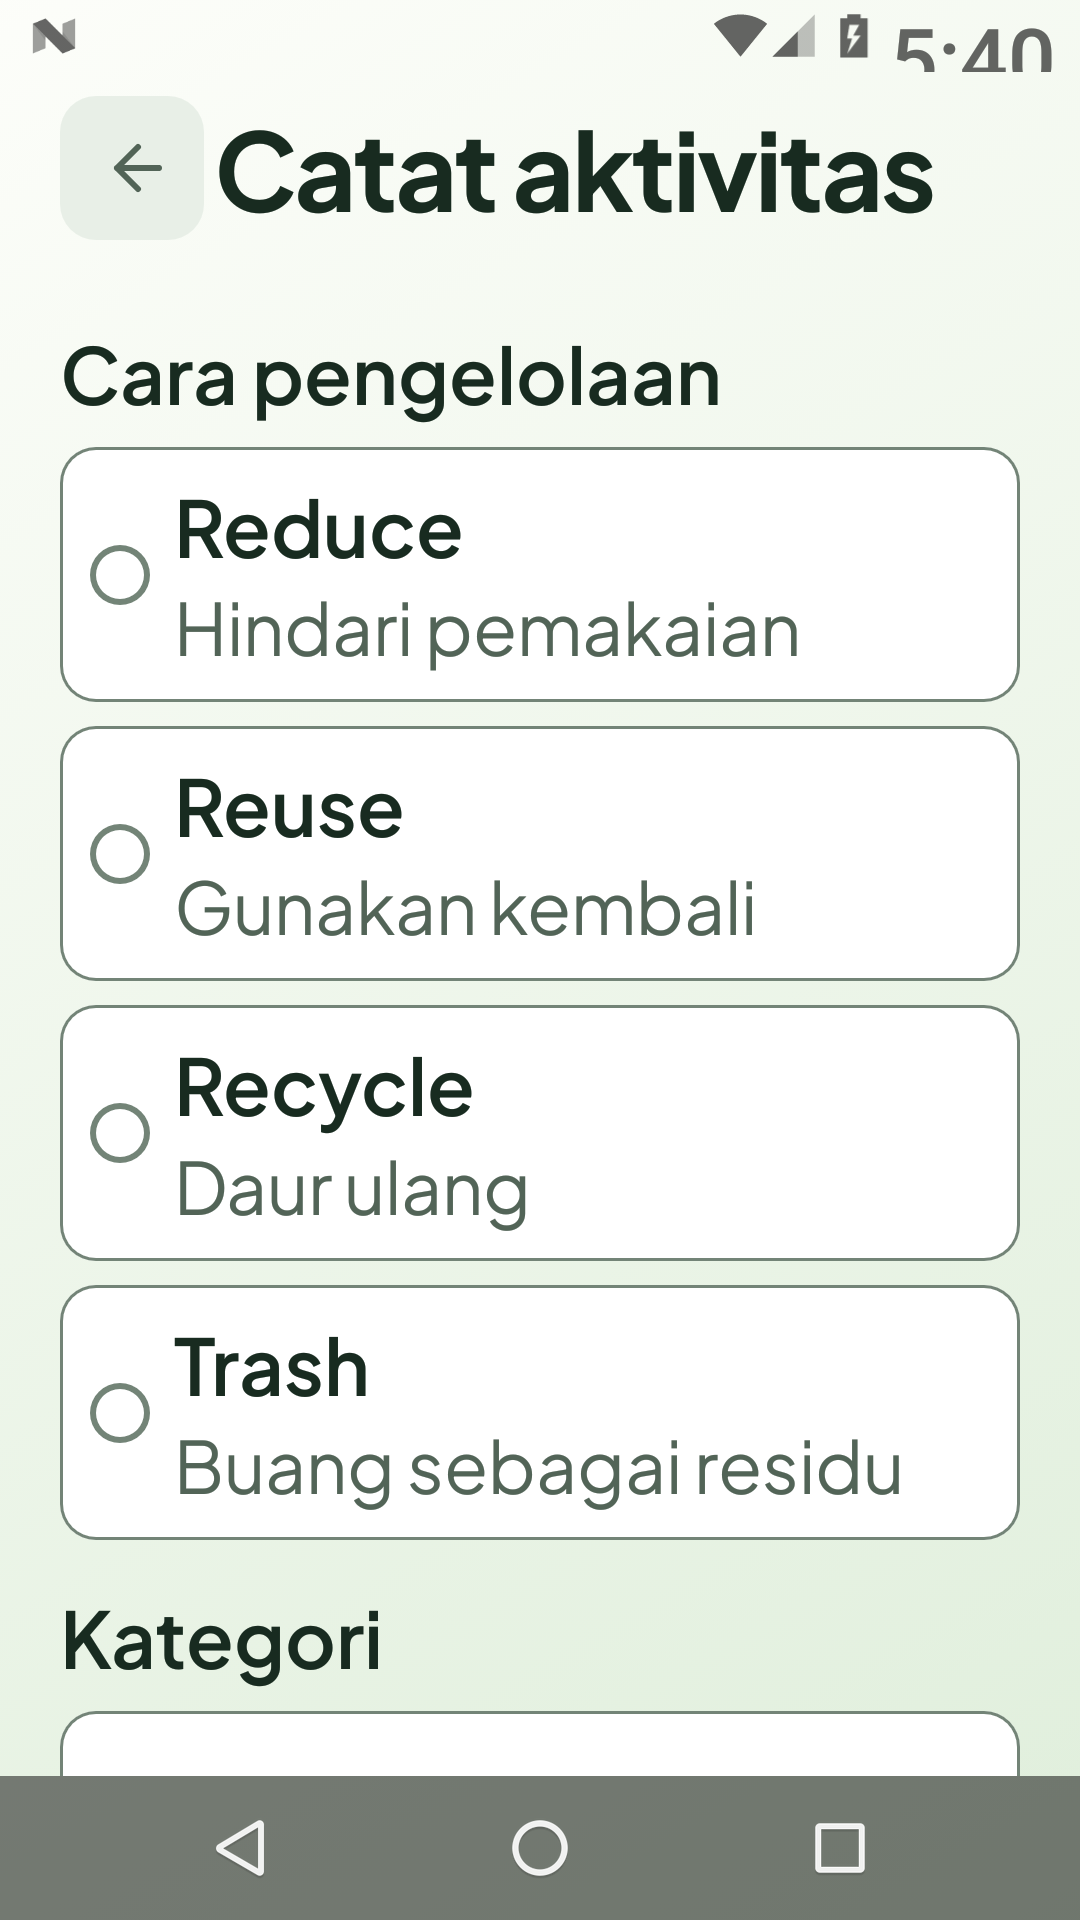 5:40
Catat aktivitas
Cara pengelolaan
Reduce
Hindari pemakaian
Reuse
Gunakan kembali
Recycle
Daur ulang
Trash
Buang sebagai residu
Kategori